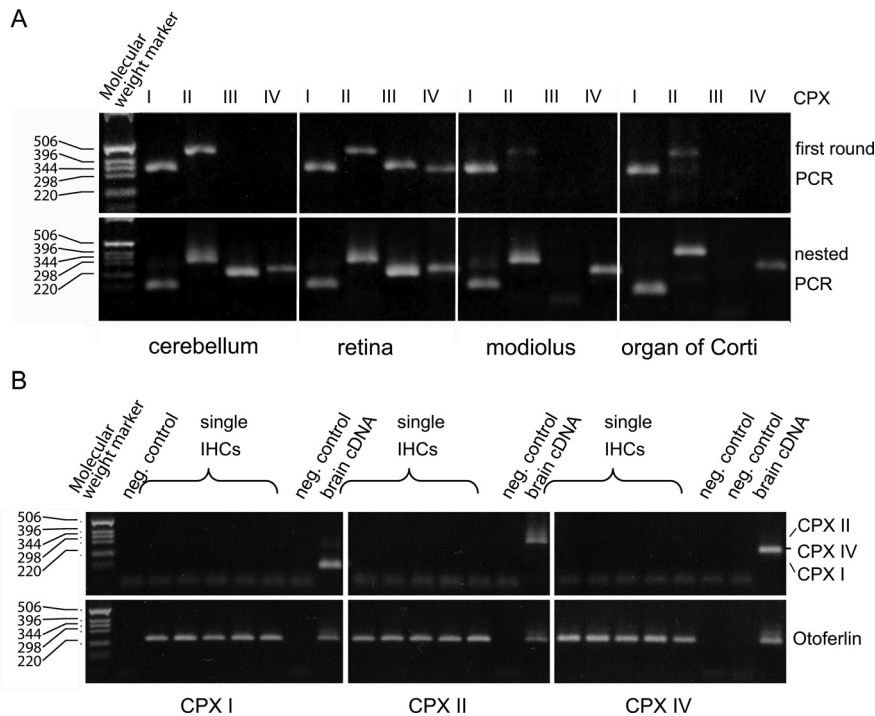 A
Molecular
weight marker
I II III IV I II III IV I II III IV I II III IV CPX
506
396
344
298
220
first round
PCR
506
396
344
298
220
nested
PCR
cerebellum retina modiolus organ of Corti
B
Molecular
weight marker
neg. control
single
IHCs
neg. control
brain cDNA
single
IHCs
neg. control
brain cDNA
single
IHCs
neg. control
neg. control
brain cDNA
506
396
344
298
220
CPX II
CPX IV
CPX I
506
396
344
298
220
Otoferlin
CPX I CPX II CPX IV